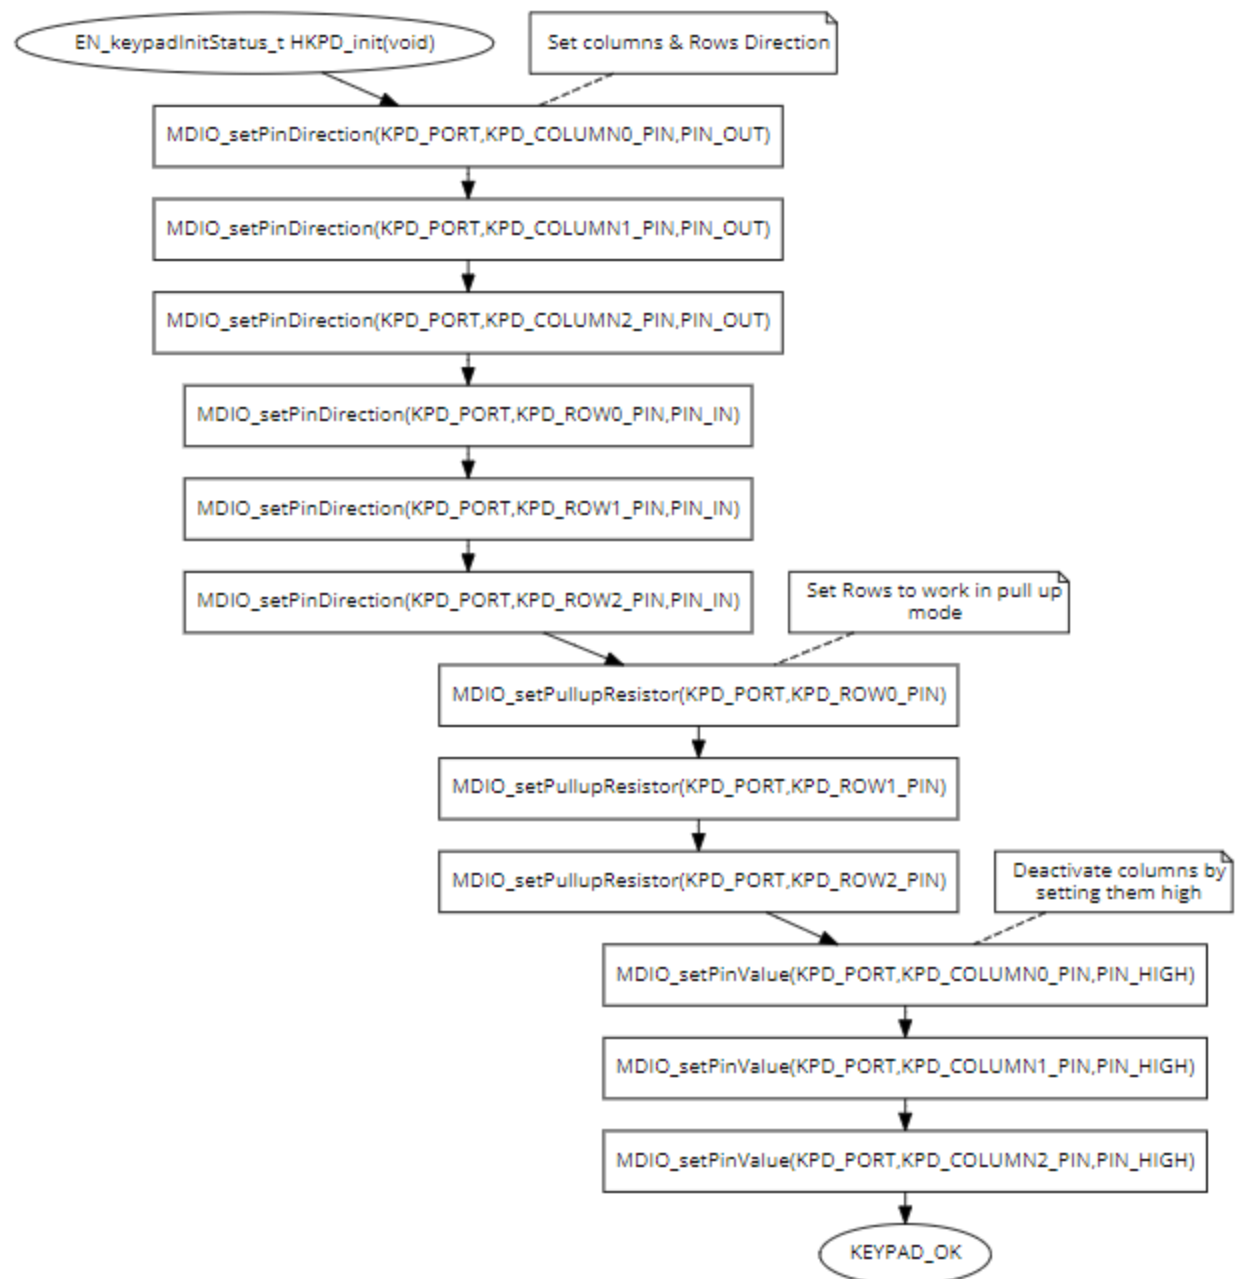 EN_keypadInitStatus_t HKPD_init(void)
Set columns & Rows Direction
MDIO_setPinDirection(KPD_PORT,KPD_COLUMN0_PIN,PIN_OUT)
MDIO_setPinDirection(KPD_PORT,KPD_COLUMN1_PIN,PIN_OUT)
MDIO_setPinDirection(KPD_PORT,KPD_COLUMN2_PIN,PIN_OUT)
MDIO_setPinDirection(KPD_PORT,KPD_ROW0_PIN,PIN_IN)
MDIO_setPinDirection(KPD_PORT,KPD_ROW1_PIN,PIN_IN)
MDIO_setPinDirection(KPD_PORT,KPD_ROW2_PIN,PIN_IN)
Set Rows to work in pull up
mode
MDIO_setPullupResistor(KPD_PORT,KPD_ROW0_PIN)
MDIO_setPullupResistor(KPD_PORT,KPD_ROW1_PIN)
MDIO_setPullupResistor(KPD_PORT,KPD_ROW2_PIN)
Deactivate columns by
setting them high
MDIO_setPinValue(KPD_PORT,KPD_COLUMN0_PIN,PIN_HIGH)
MDIO_setPinValue(KPD_PORT,KPD_COLUMN1_PIN,PIN_HIGH)
MDIO_setPinValue(KPD_PORT,KPD_COLUMN2_PIN,PIN_HIGH)
KEYPAD_OK